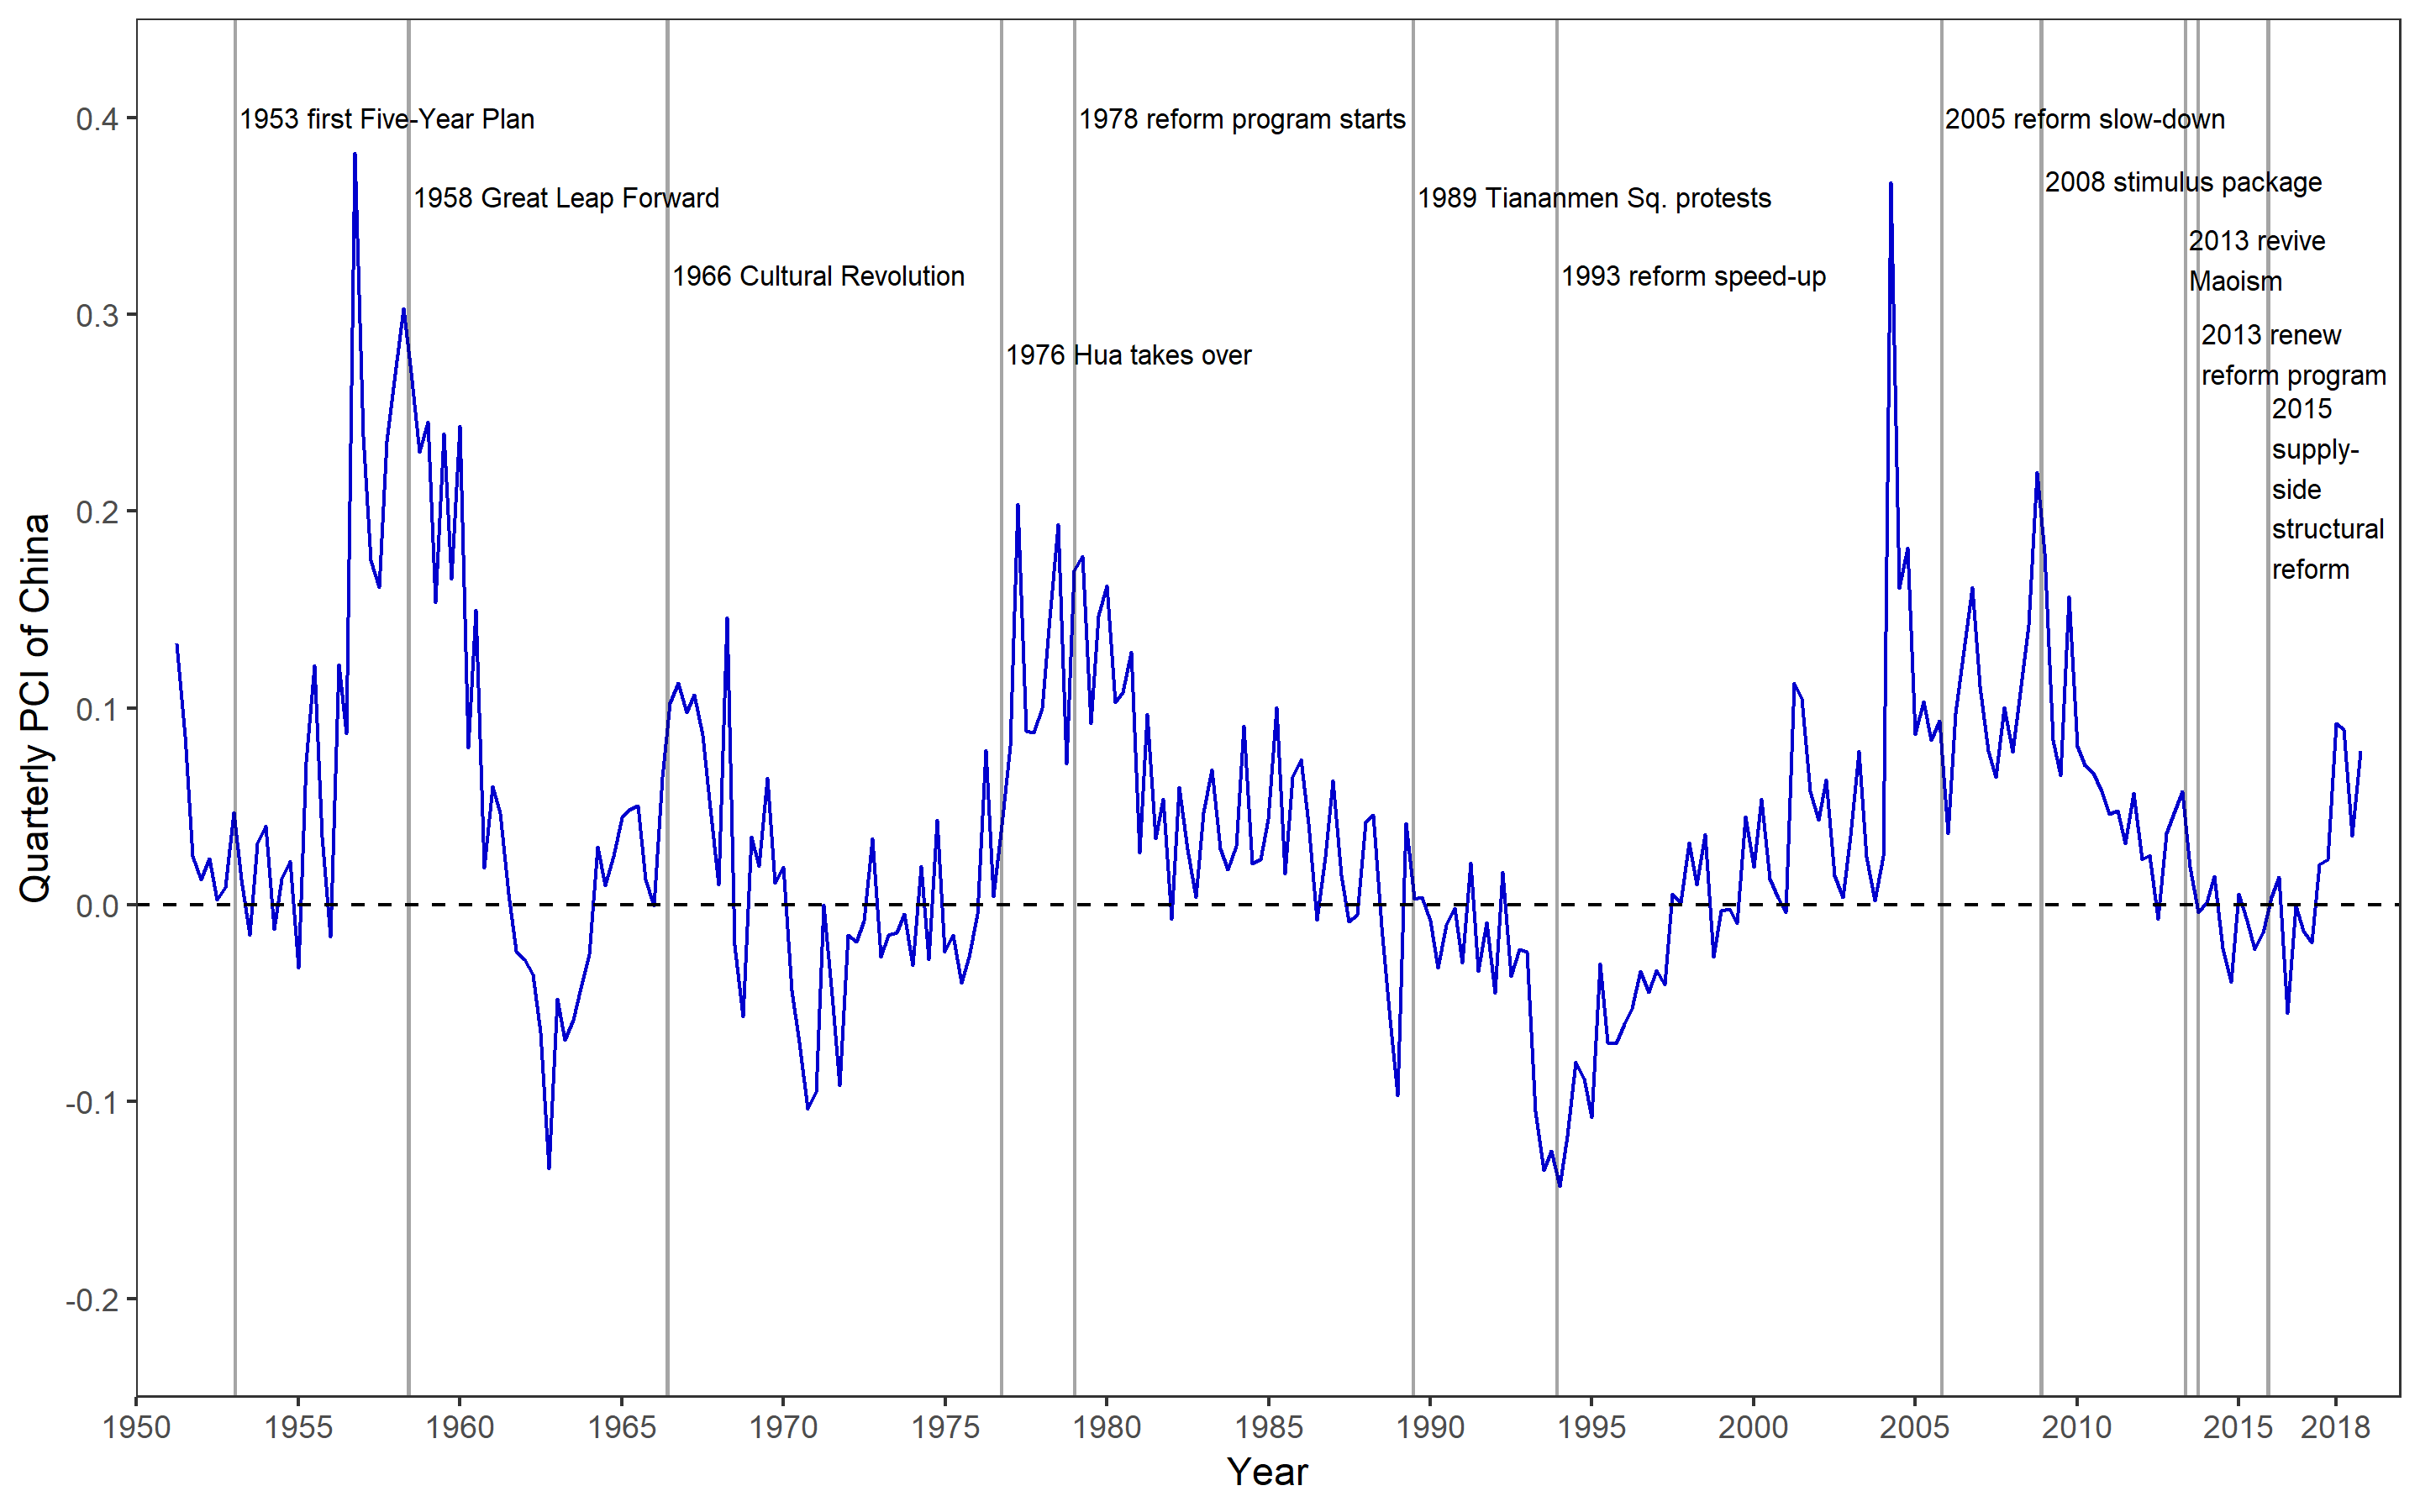 1953 first Five-Year Plan
1978 reform program starts
2005 reform slow-down
1958 Great Leap Forward
1989 Tiananmen Sq. protests
2008 stimulus package
1966 Cultural Revolution
1993 reform speed-up
2013 revive
Maoism
1976 Hua takes over
2013 renew
reform program
2015
supply-
side
structural
reform
Quarterly PCI of China
0.4
0.3
0.2
0.1
0.0
-0.1
-0.2
1950
1955
1960
1965
1970
1975
1980
1985
1990
1995
2000
2005
2010
2015
2018
Year